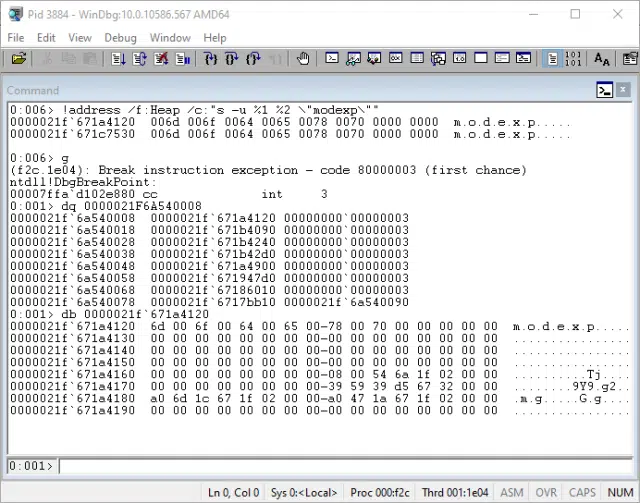 Pid 3884 - WinDbg:10.0.10586.567 AMD64
File Edit View Debug Window Help
Command
0:006> !address /f:Heap /c:"s -u %1 %2 \"modexp\""
0000021f`671a4120  006d 006f 0064 0065 0078 0070 0000 0000  m.o.d.e.x.p.....
0000021f`671c7530  006d 006f 0064 0065 0078 0070 0000 0000  m.o.d.e.x.p.....
0:006> g
(f2c.1e04): Break instruction exception - code 80000003 (first chance)
ntdll!DbgBreakPoint:
00007ffa`d102e880 cc              int     3
0:001> dq 0000021F6A540008
0000021f`6a540008  0000021f`671a4120 00000000`00000003
0000021f`6a540018  0000021f`671b4090 00000000`00000003
0000021f`6a540028  0000021f`671b4240 00000000`00000003
0000021f`6a540038  0000021f`671b42d0 00000000`00000003
0000021f`6a540048  0000021f`671a4900 00000000`00000003
0000021f`6a540058  0000021f`671947d0 00000000`00000003
0000021f`6a540068  0000021f`67186010 00000000`00000003
0000021f`6a540078  0000021f`6717bb10 0000021f`6a540090
0:001> db 0000021f`671a4120
0000021f`671a4120  6d 00 6f 00 64 00 65 00-78 00 70 00 00 00 00 00  m.o.d.e.x.p.....
0000021f`671a4130  00 00 00 00 00 00 00 00-00 00 00 00 00 00 00 00  ................
0000021f`671a4140  00 00 00 00 00 00 00 00-00 00 00 00 00 00 00 00  ................
0000021f`671a4150  00 00 00 00 00 00 00 00-00 00 00 00 00 00 00 00  ................
0000021f`671a4160  00 00 00 00 00 00 00 00-08 00 54 6a 1f 02 00 00  ..........Tj....
0000021f`671a4170  00 00 00 00 00 00 00 00-39 59 39 d5 67 32 00 00  ........9Y9.g2..
0000021f`671a4180  a0 6d 1c 67 1f 02 00 00-a0 47 1a 67 1f 02 00 00  .m.g.....G.g....
0000021f`671a4190  00 00 00 00 00 00 00 00-00 00 00 00 00 00 00 00  ................
0:001>
Ln 0, Col 0 Sys 0:<Local> Proc 000:f2c Thrd 001:1e04 ASM OVR CAPS NUM